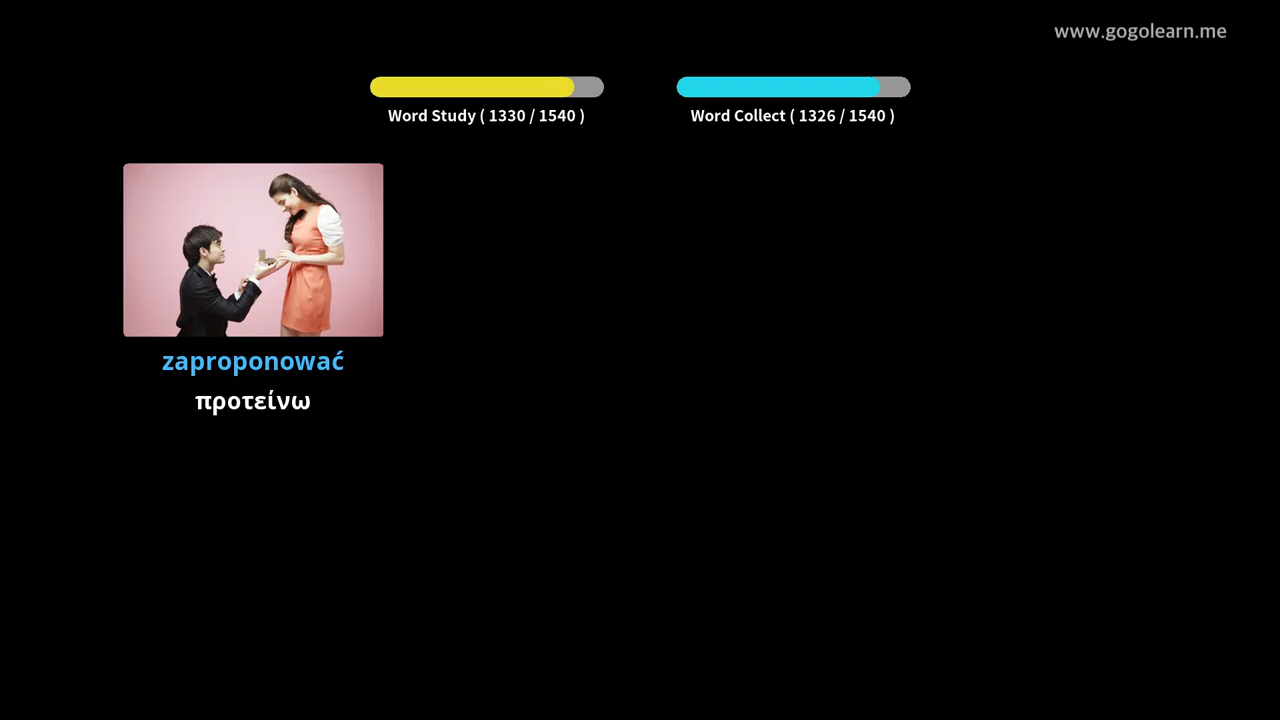 www.gogolearn.me
Word Study ( 1330 / 1540 )
Word Collect ( 1326 / 1540 )
zaproponować
προτείνω